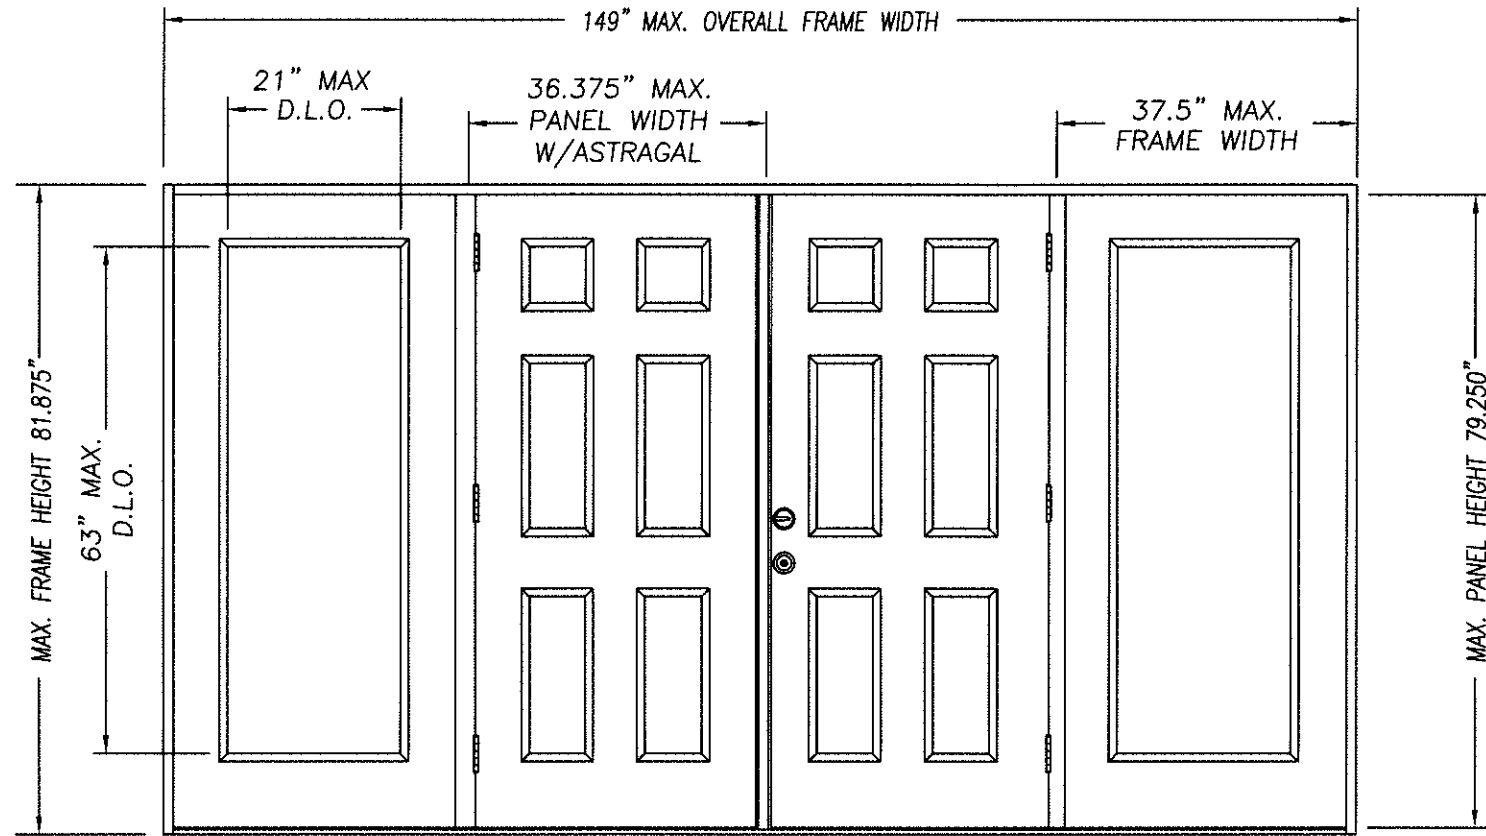 149" MAX. OVERALL FRAME WIDTH
21" MAX
D.L.O.
36.375" MAX.
PANEL WIDTH
W/ASTRAGAL
37.5" MAX.
FRAME WIDTH
MAX. FRAME HEIGHT 81.875"
63" MAX.
D.L.O.
MAX. PANEL HEIGHT 79.250"